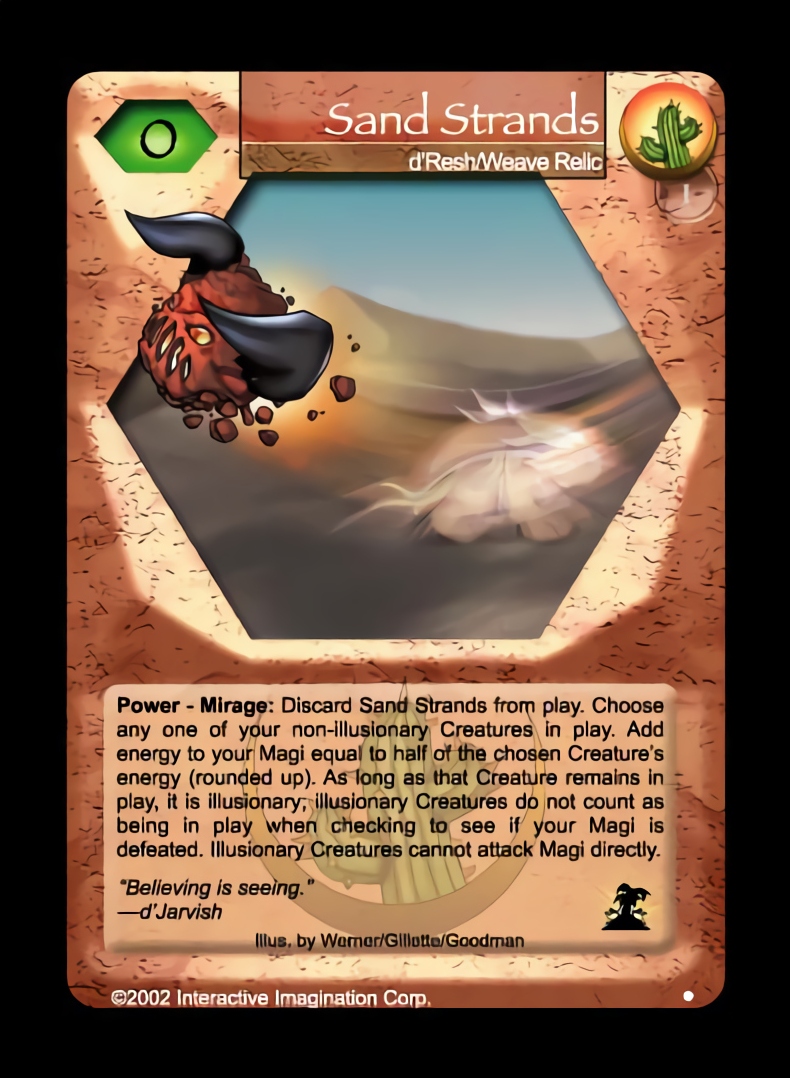 0
Sand Strands
d'Resh/Weave Relic
1
Power - Mirage: Discard Sand Strands from play. Choose
any one of your non-illusionary Creatures in play. Add
energy to your Magi equal to half of the chosen Creature's
energy (rounded up). As long as that Creature remains in
play, it is illusionary; illusionary Creatures do not count as
being in play when checking to see if your Magi is
defeated. Illusionary Creatures cannot attack Magi directly.
"Believing is seeing."
—d'Jarvish
Illus. by Werner/Gillette/Goodman
©2002 Interactive Imagination Corp.